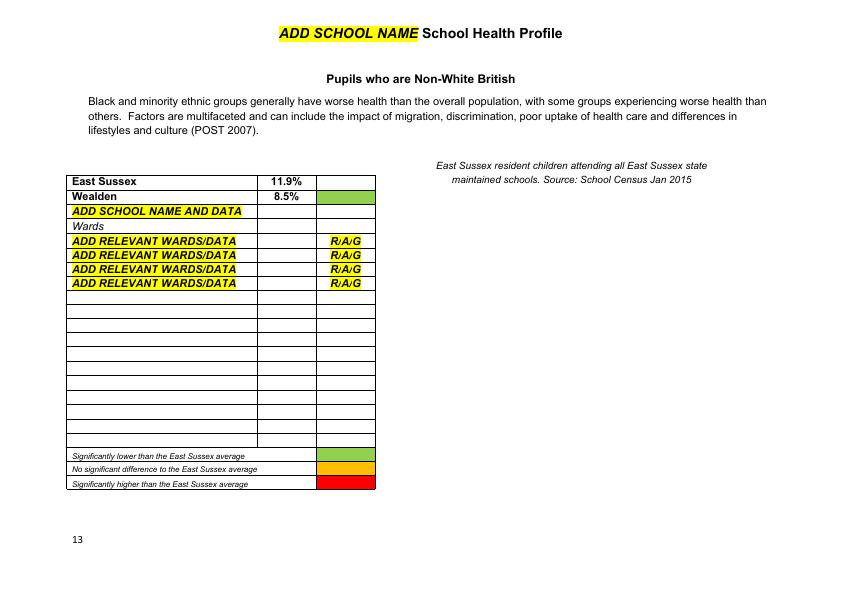 ADD SCHOOL NAME School Health Profile
Pupils who are Non-White British
Black and minority ethnic groups generally have worse health than the overall population, with some groups experiencing worse health than
others.  Factors are multifaceted and can include the impact of migration, discrimination, poor uptake of health care and differences in
lifestyles and culture (POST 2007).
East Sussex resident children attending all East Sussex state
maintained schools. Source: School Census Jan 2015
East Sussex 11.9%
Wealden 8.5%
ADD SCHOOL NAME AND DATA
Wards
ADD RELEVANT WARDS/DATA R/A/G
ADD RELEVANT WARDS/DATA R/A/G
ADD RELEVANT WARDS/DATA R/A/G
ADD RELEVANT WARDS/DATA R/A/G
Significantly lower than the East Sussex average
No significant difference to the East Sussex average
Significantly higher than the East Sussex average
13